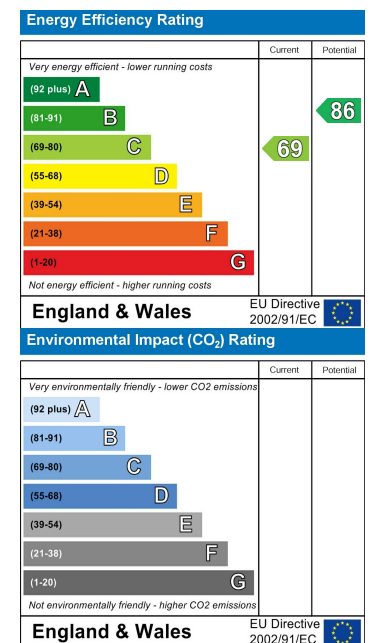 Energy Efficiency Rating
Current Potential
Very energy efficient - lower running costs
(92 plus) A
(81-91) B
(69-80) C
(55-68) D
(39-54) E
(21-38) F
(1-20) G
69
86
Not energy efficient - higher running costs
England & Wales
EU Directive
2002/91/EC
Environmental Impact (CO₂) Rating
Current Potential
Very environmentally friendly - lower CO2 emissions
(92 plus) A
(81-91) B
(69-80) C
(55-68) D
(39-54) E
(21-38) F
(1-20) G
Not environmentally friendly - higher CO2 emissions
England & Wales
EU Directive
2002/91/EC